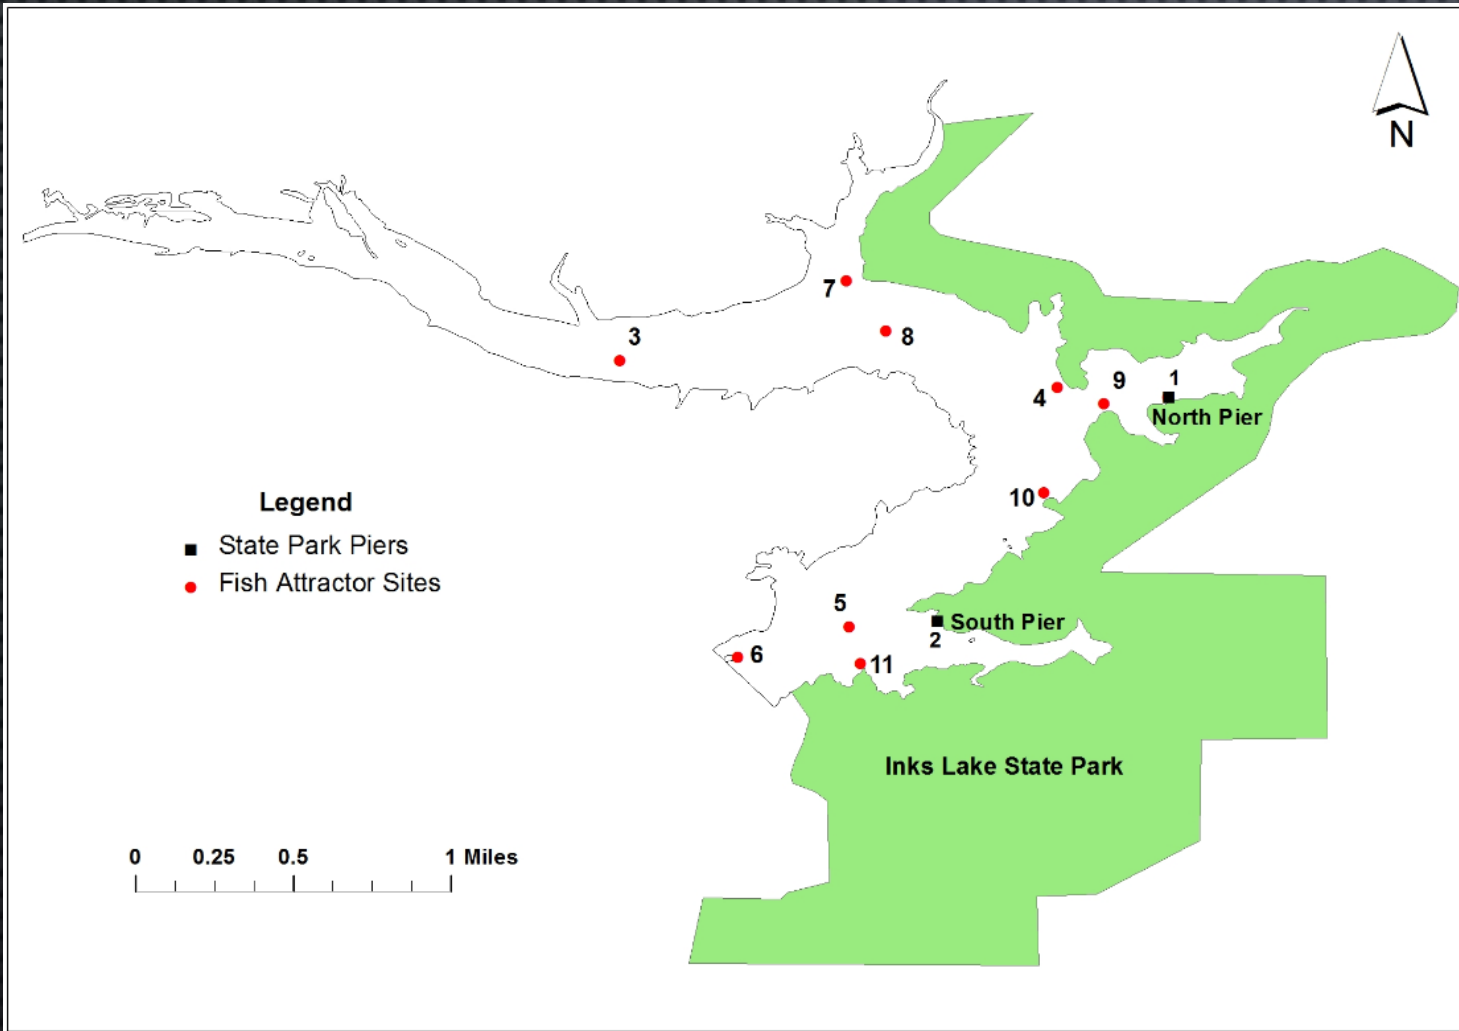 N
7
8
3
4
9
1
North Pier
10
Legend
State Park Piers
Fish Attractor Sites
5
South Pier
2
6
11
Inks Lake State Park
0 0.25 0.5 1 Miles